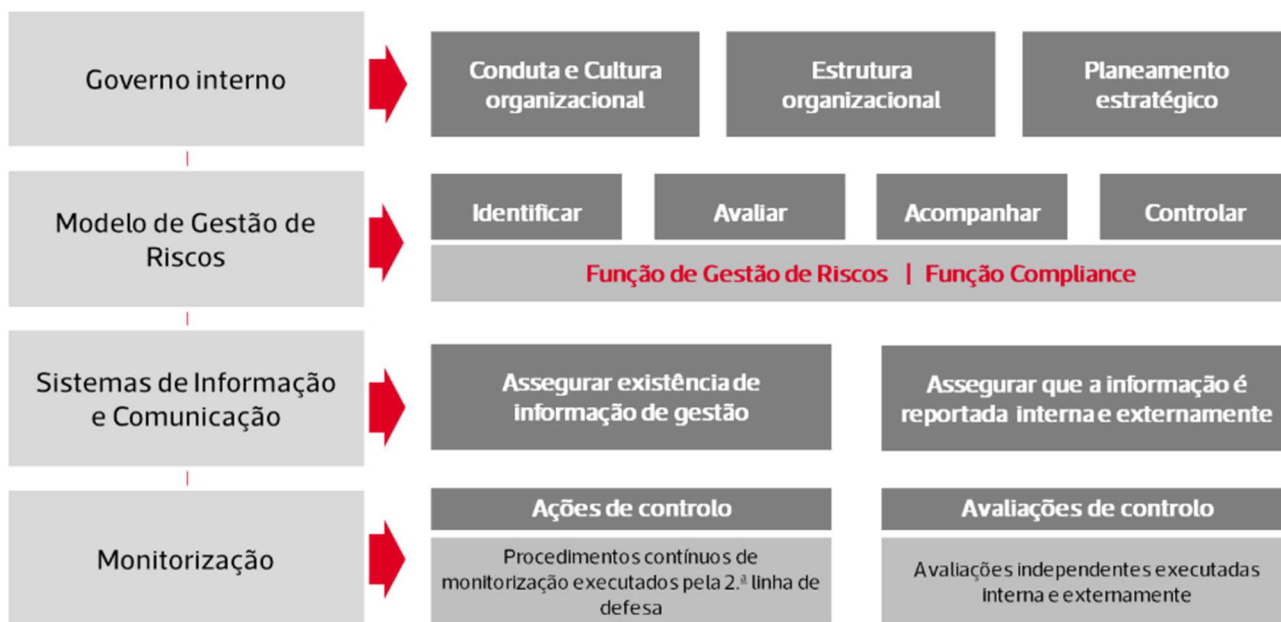 Governo interno
Conduta e Cultura
organizacional
Estrutura
organizacional
Planeamento
estratégico
Modelo de Gestão de
Riscos
Identificar
Avaliar
Acompanhar
Controlar
Função de Gestão de Riscos | Função Compliance
Sistemas de Informação
e Comunicação
Assegurar existência de
informação de gestão
Assegurar que a informação é
reportada interna e externamente
Monitorização
Ações de controlo
Procedimentos contínuos de
monitorização executados pela 2.ª linha de
defesa
Avaliações de controlo
Avaliações independentes executadas
interna e externamente